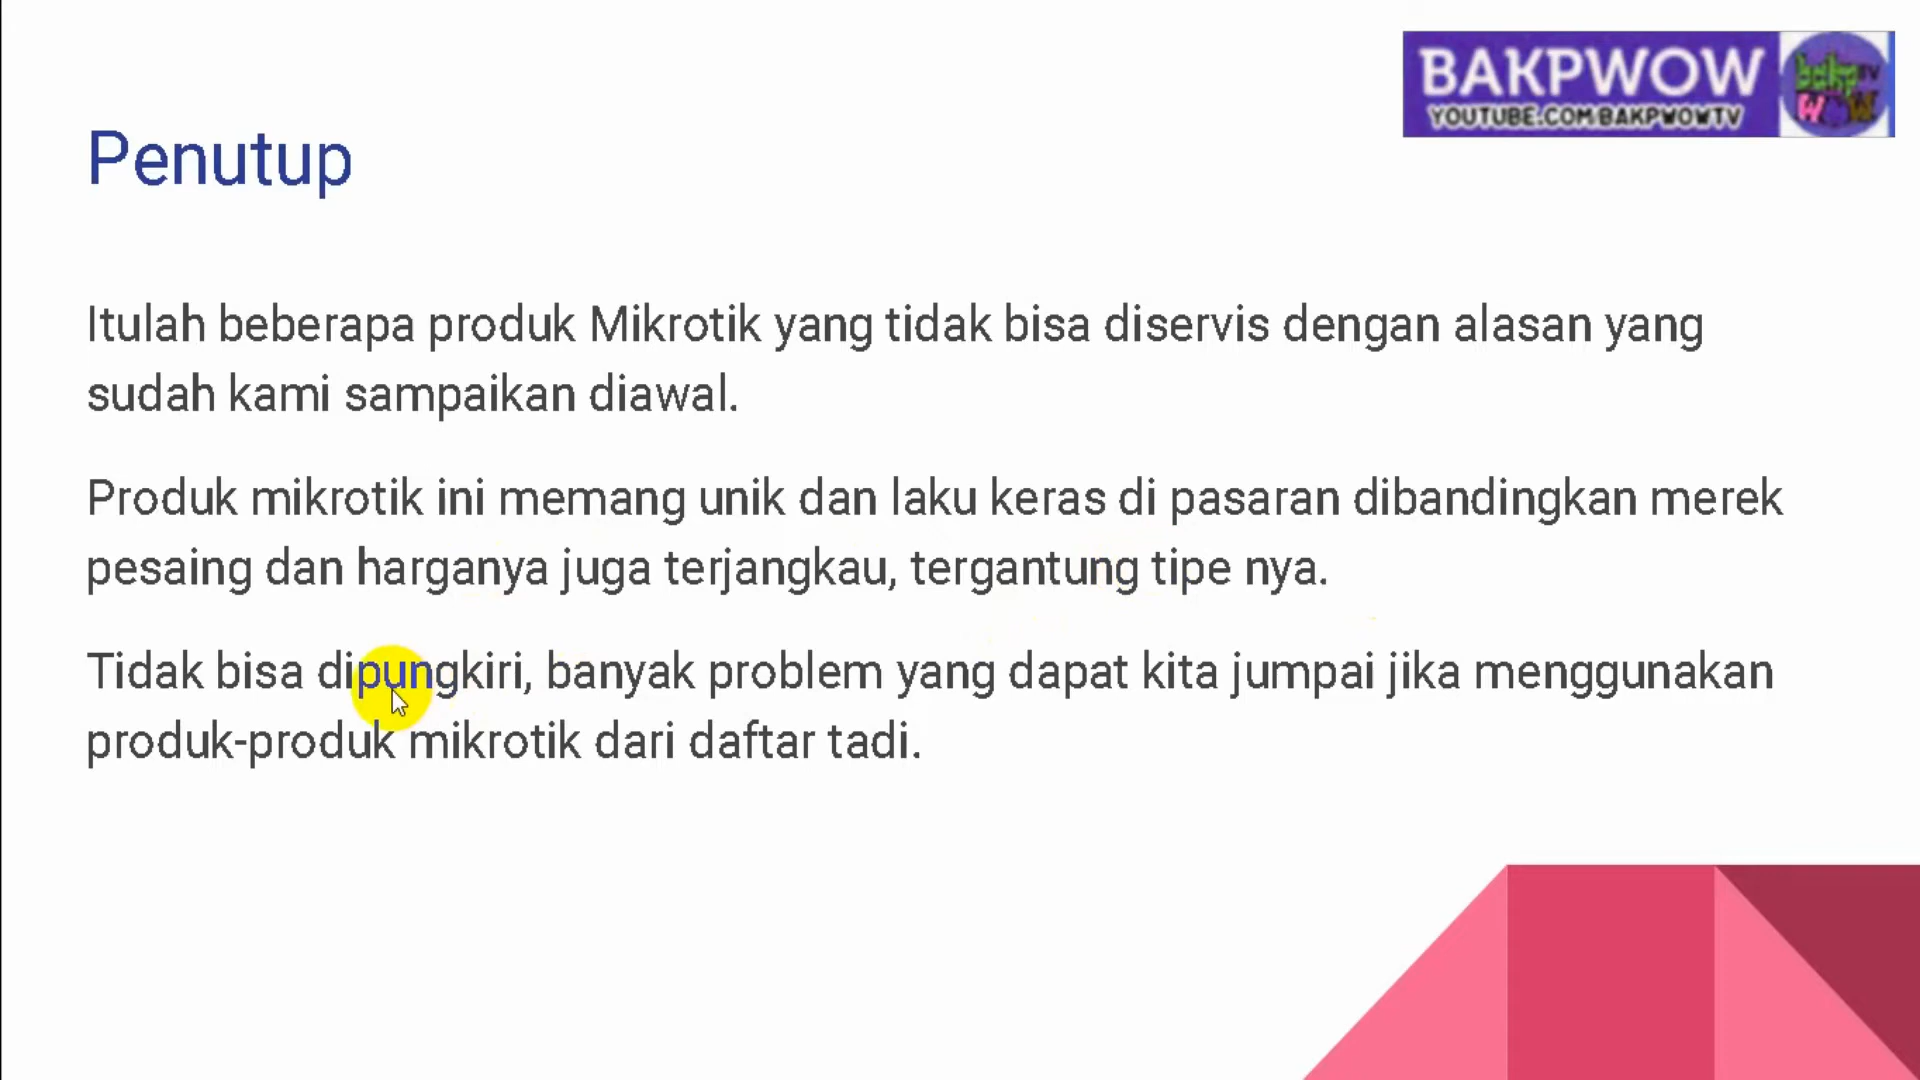 BAKPWOW
YOUTUBE.COM/BAKPWOWTV
bakp TV
WOW
Penutup
Itulah beberapa produk Mikrotik yang tidak bisa diservis dengan alasan yang
sudah kami sampaikan diawal.
Produk mikrotik ini memang unik dan laku keras di pasaran dibandingkan merek
pesaing dan harganya juga terjangkau, tergantung tipe nya.
Tidak bisa dipungkiri, banyak problem yang dapat kita jumpai jika menggunakan
produk-produk mikrotik dari daftar tadi.